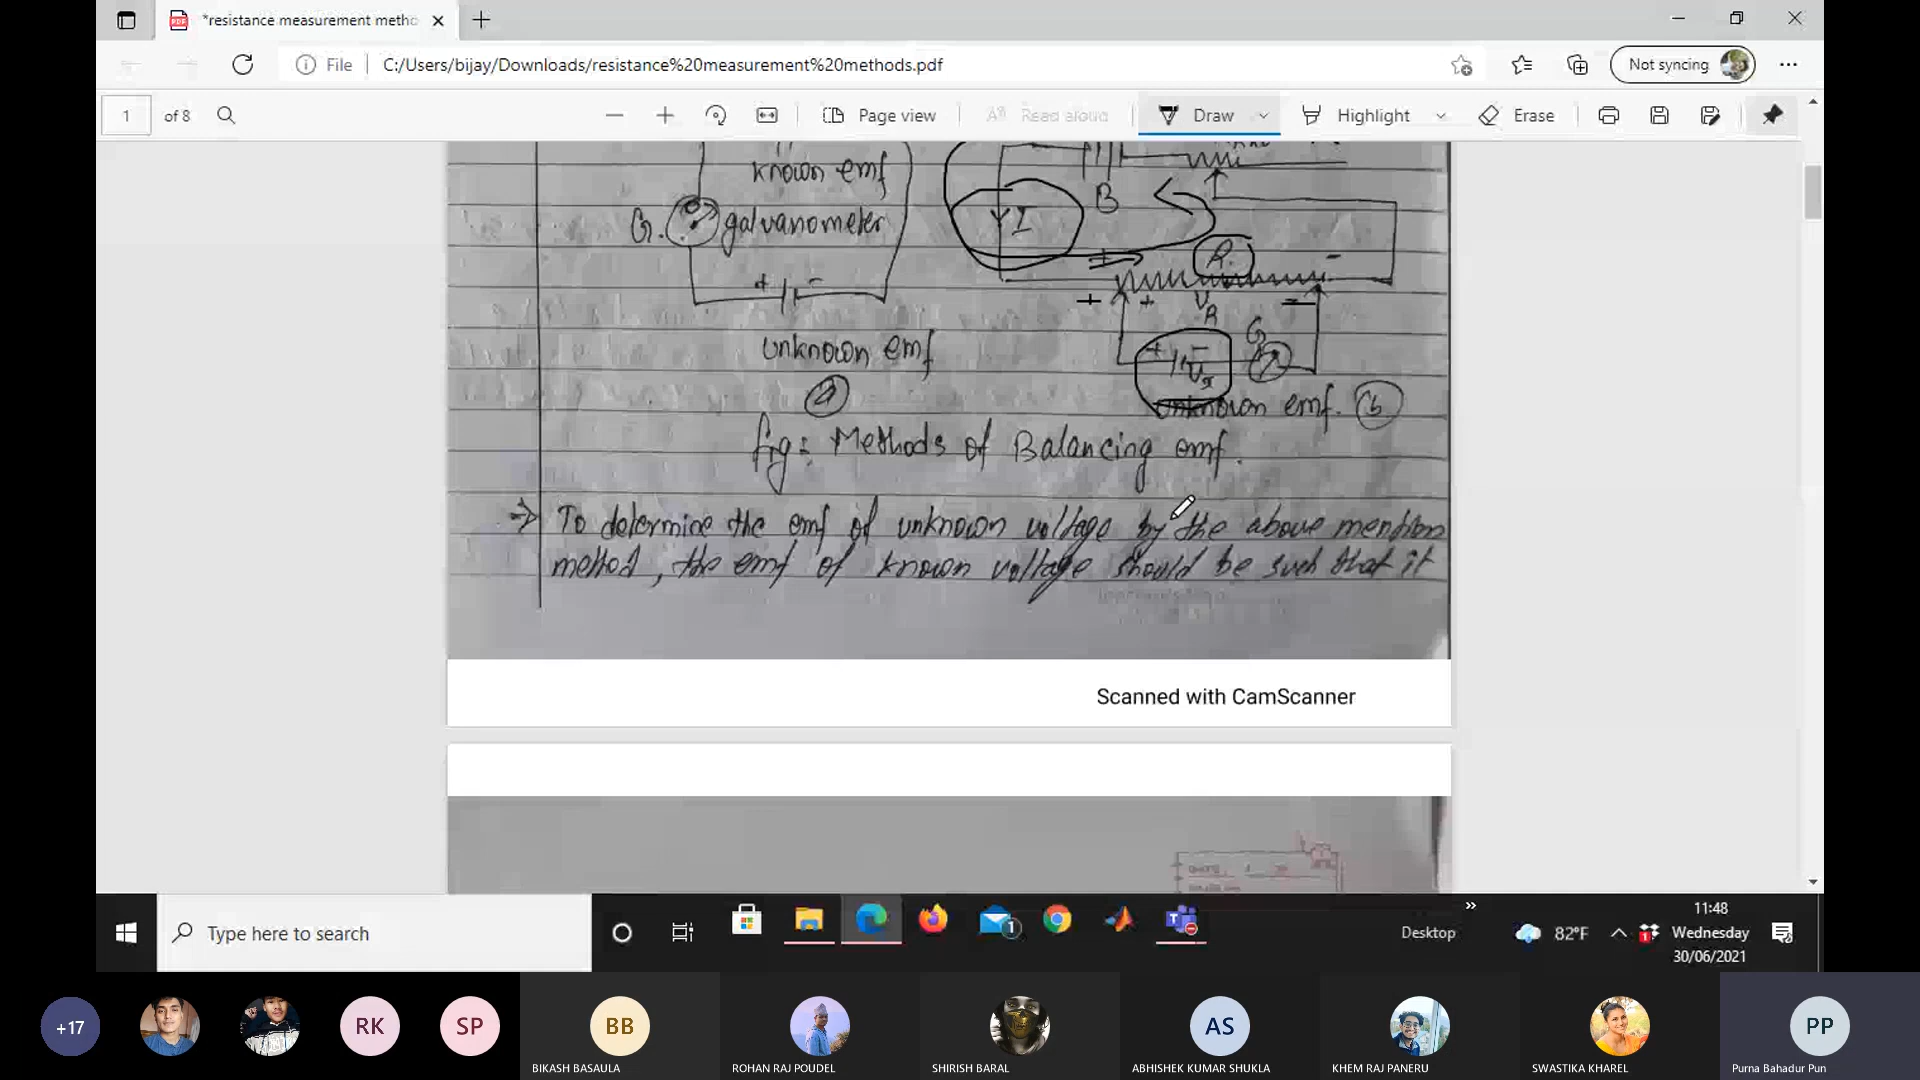 *resistance measurement metho
File
C:/Users/bijay/Downloads/resistance%20measurement%20methods.pdf
Not syncing
1 of 8
Page view
Read aloud
Draw
Highlight
Erase
known emf
B
G. galvanometer
I
R.
+ -
+ -
+ + -
V
R
unknown emf
G
+ -
Vx
a
unknown emf. b
fig: Methods of Balancing emf.
⇒ To determine the emf of unknown voltage by the above mention
method, the emf of known voltage should be such that it
Scanned with CamScanner
Type here to search
1
Desktop
82°F
1
11:48
Wednesday
30/06/2021
+17
RK
SP
BB
AS
PP
BIKASH BASAULA
ROHAN RAJ POUDEL
SHIRISH BARAL
ABHISHEK KUMAR SHUKLA
KHEM RAJ PANERU
SWASTIKA KHAREL
Purna Bahadur Pun